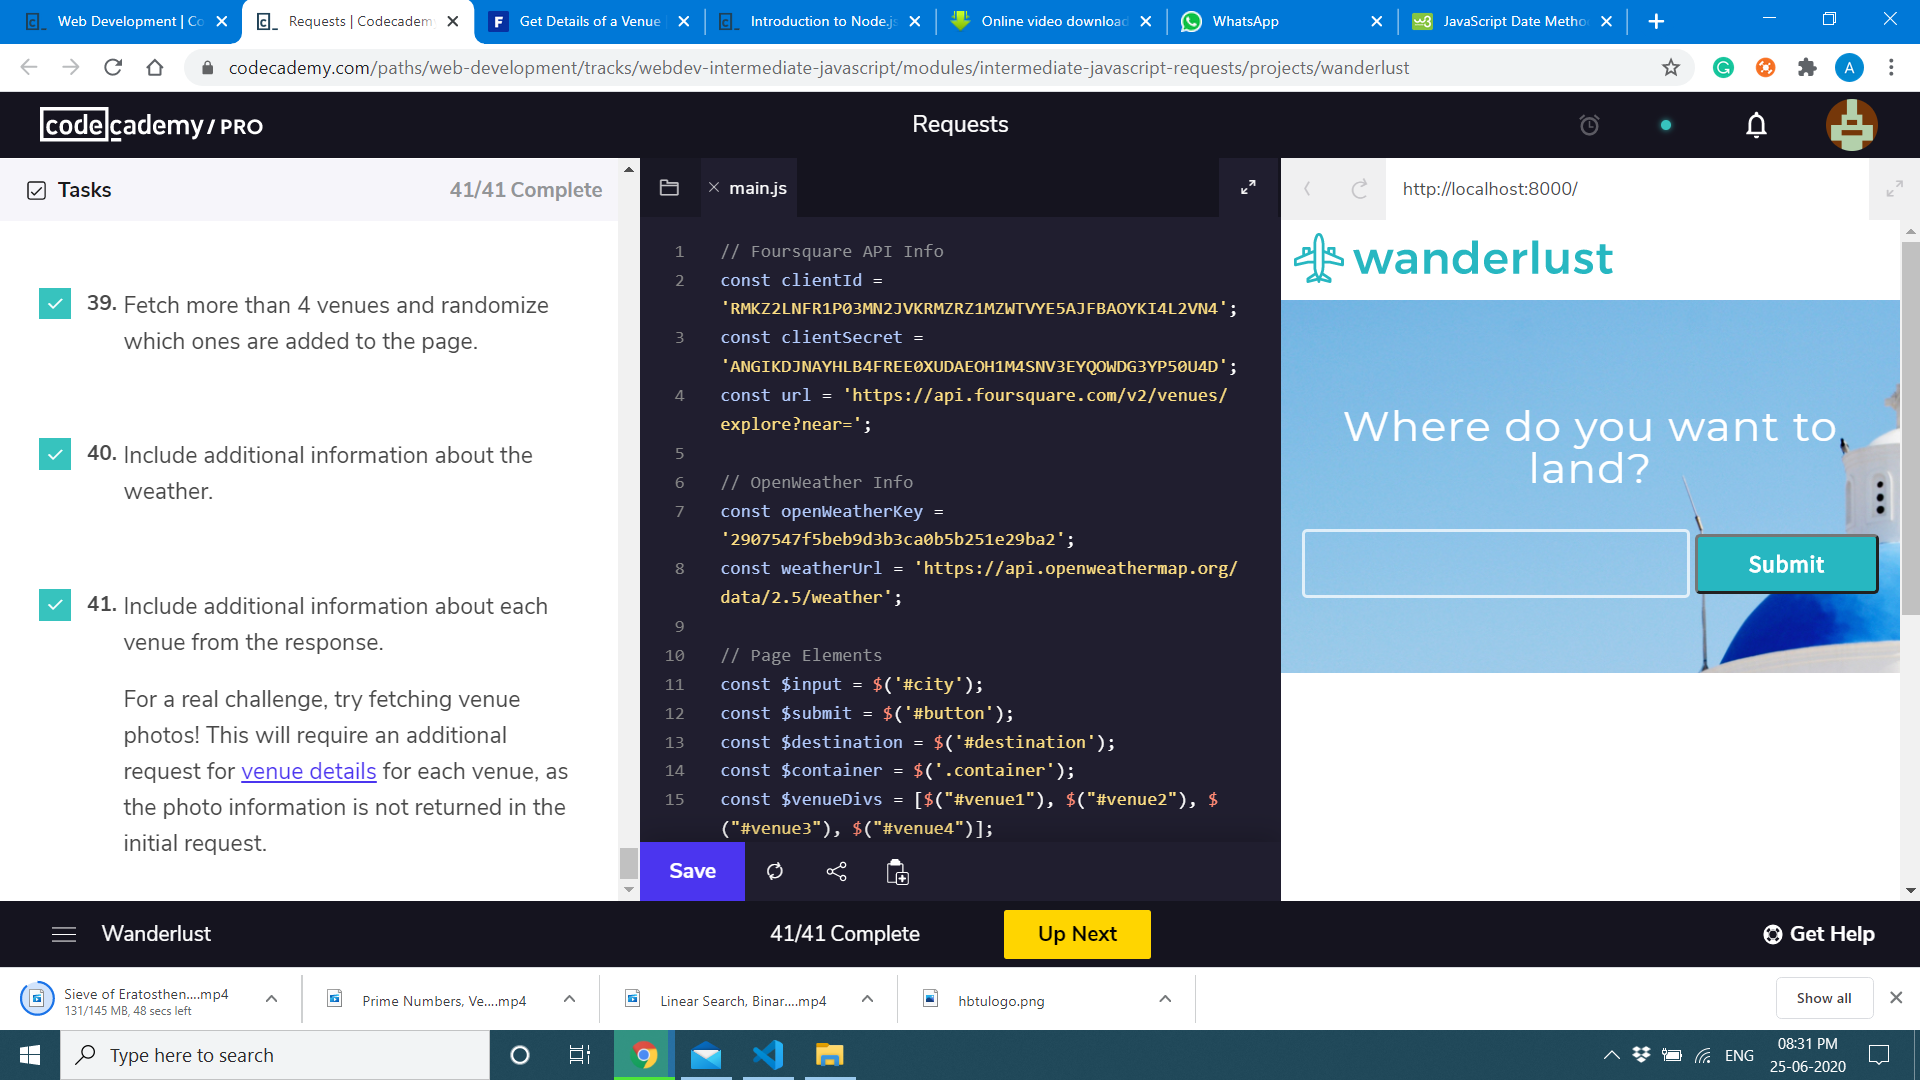 Web Development | Co
Requests | Codecadem
Get Details of a Venue
Introduction to Node.js
Online video download
WhatsApp
JavaScript Date Metho
codecademy.com/paths/web-development/tracks/webdev-intermediate-javascript/modules/intermediate-javascript-requests/projects/wanderlust
A
codecademy / PRO
Requests
Tasks
41/41 Complete
39. Fetch more than 4 venues and randomize
which ones are added to the page.
40. Include additional information about the
weather.
41. Include additional information about each
venue from the response.
For a real challenge, try fetching venue
photos! This will require an additional
request for venue details for each venue, as
the photo information is not returned in the
initial request.
main.js
1 // Foursquare API Info
2 const clientId =
'RMKZ2LNFR1P03MN2JVKRMZRZ1MZWTVYE5AJFBAOYKI4L2VN4';
3 const clientSecret =
'ANGIKDJNAYHLB4FREE0XUDAEOH1M4SNV3EYQOWDG3YP50U4D';
4 const url = 'https://api.foursquare.com/v2/venues/
explore?near=';
5
6 // OpenWeather Info
7 const openWeatherKey =
'2907547f5beb9d3b3ca0b5b251e29ba2';
8 const weatherUrl = 'https://api.openweathermap.org/
data/2.5/weather';
9
10 // Page Elements
11 const $input = $('#city');
12 const $submit = $('#button');
13 const $destination = $('#destination');
14 const $container = $('.container');
15 const $venueDivs = [$("#venue1"), $("#venue2"), $
("#venue3"), $("#venue4")];
Save
http://localhost:8000/
wanderlust
Where do you want to
land?
Submit
Wanderlust
41/41 Complete
Up Next
Get Help
Sieve of Eratosthen....mp4
131/145 MB, 48 secs left
Prime Numbers, Ve....mp4
Linear Search, Binar....mp4
hbtulogo.png
Show all
Type here to search
ENG
08:31 PM
25-06-2020